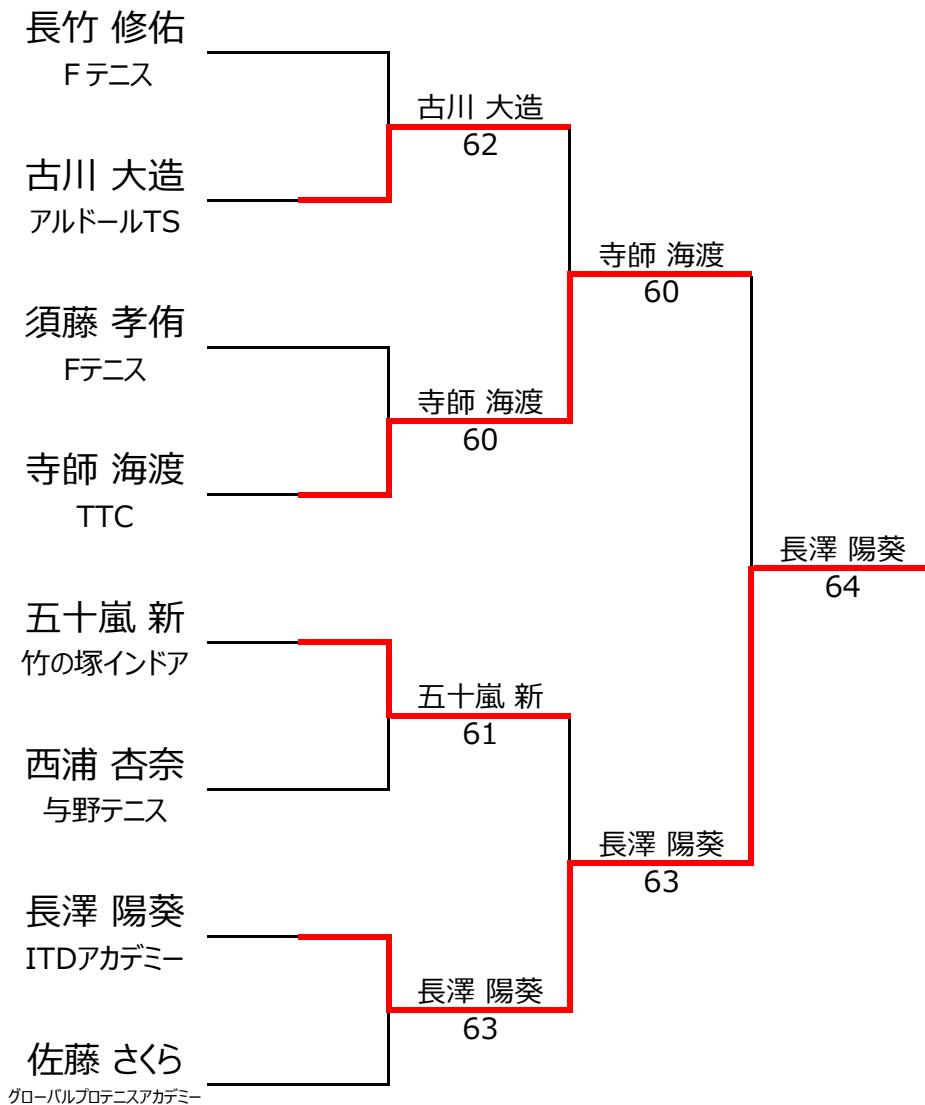 長竹 修佑
Fテニス
古川 大造
62
古川 大造
アルドールTS
寺師 海渡
60
須藤 孝侑
Fテニス
寺師 海渡
60
寺師 海渡
TTC
長澤 陽葵
64
五十嵐 新
竹の塚インドア
五十嵐 新
61
西浦 杏奈
与野テニス
長澤 陽葵
63
長澤 陽葵
ITDアカデミー
長澤 陽葵
63
佐藤 さくら
グローバルプロテニスアカデミー